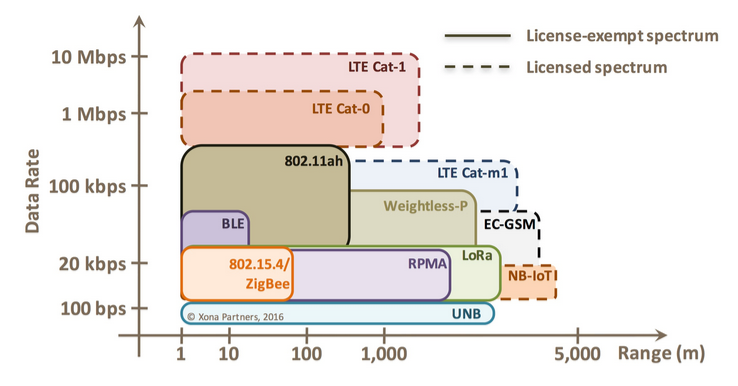 License-exempt spectrum
10 Mbps
LTE Cat-1
Licensed spectrum
1 Mbps
LTE Cat-0
802.11ah
LTE Cat-m1
Data Rate
100 kbps
Weightless-P
BLE
EC-GSM
LoRa
20 kbps
802.15.4/
ZigBee
RPMA
NB-IoT
100 bps
© Xona Partners, 2016
UNB
1
10
100
1,000
5,000
Range (m)